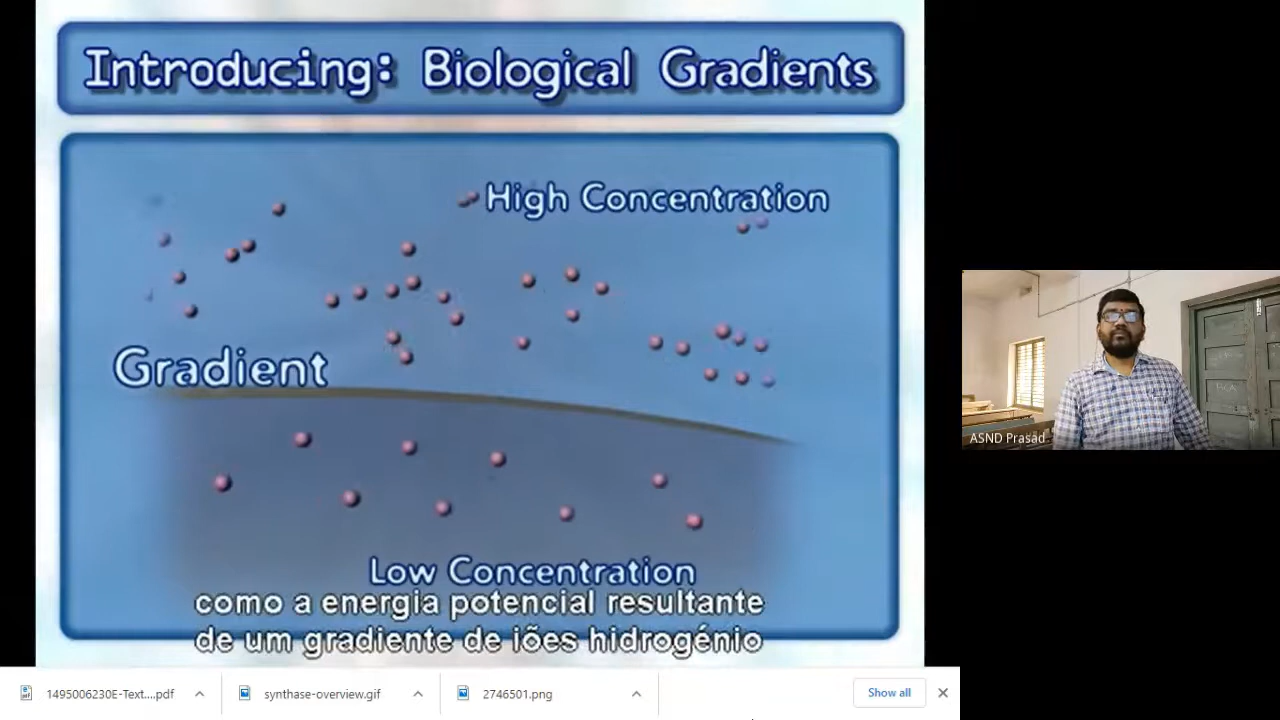 Introducing: Biological Gradients
High Concentration
Gradient
Low Concentration
como a energia potencial resultante
de um gradiente de iões hidrogénio
ASND Prasad
1495006230E-Text....pdf
synthase-overview.gif
2746501.png
Show all